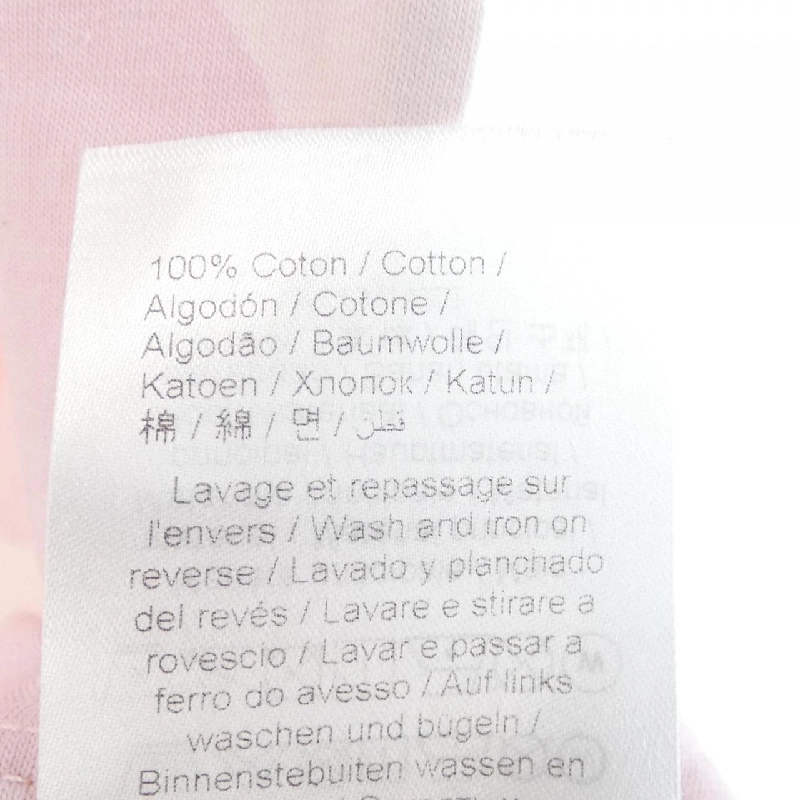 100% Coton / Cotton /
Algodón / Cotone /
Algodão / Baumwolle /
Katoen / Хлопок / Katun /
棉 / 綿 / 면 / قطن
Lavage et repassage sur
l'envers / Wash and iron on
reverse / Lavado y planchado
del revés / Lavare e stirare a
rovescio / Lavar e passar a
ferro do avesso / Auf links
waschen und bügeln /
Binnenstebuiten wassen en